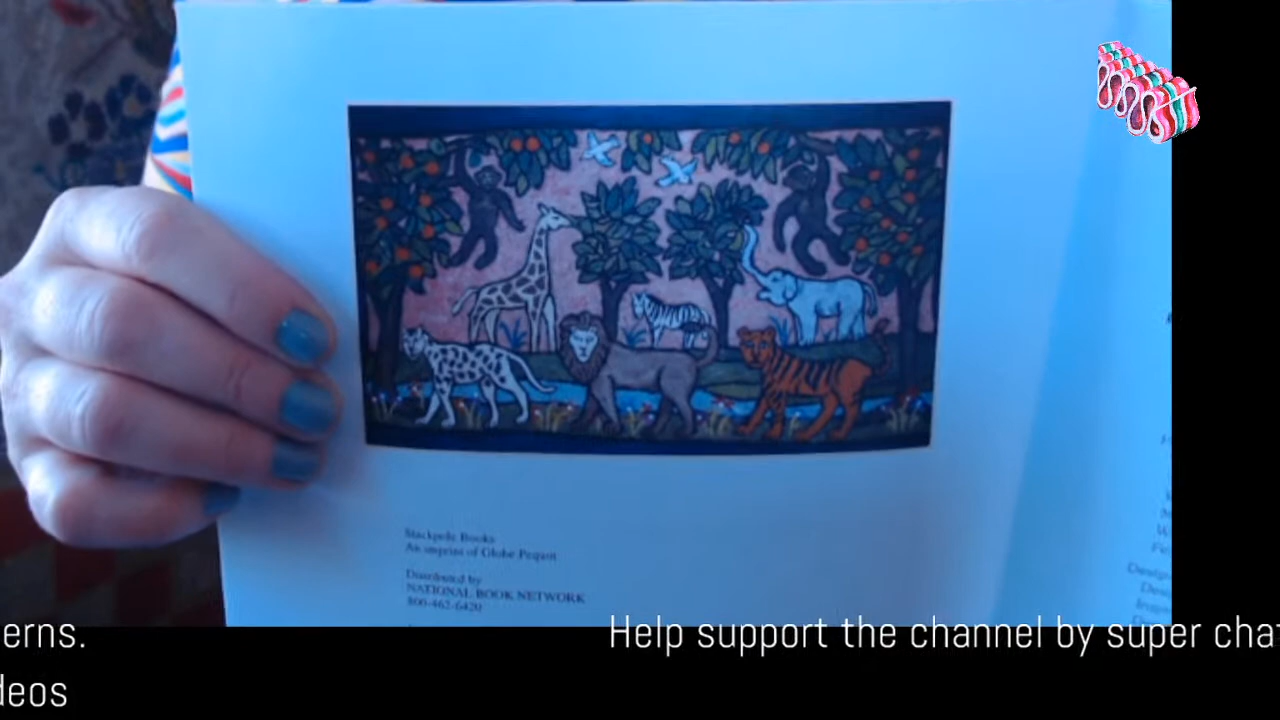 Stackpole Books
An imprint of Globe Pequot
Distributed by
NATIONAL BOOK NETWORK
800-462-6420
erns.
Help support the channel by super chat
deos